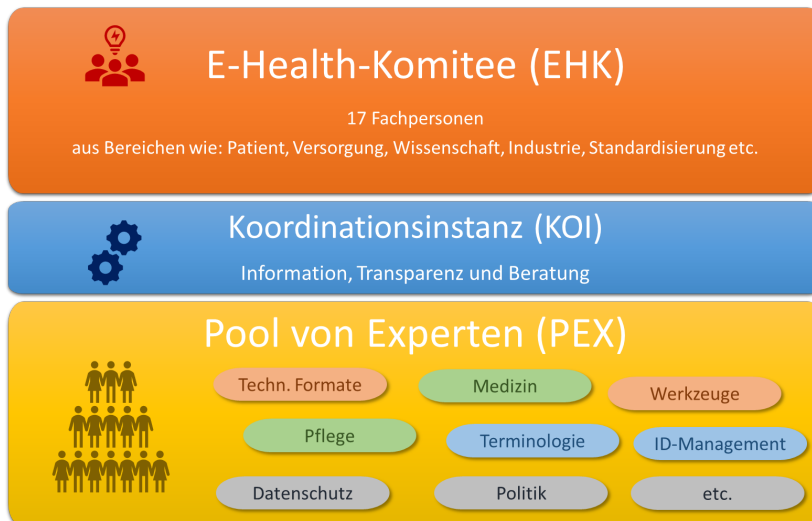 E-Health-Komitee (EHK)
17 Fachpersonen
aus Bereichen wie: Patient, Versorgung, Wissenschaft, Industrie, Standardisierung etc.
Koordinationsinstanz (KOI)
Information, Transparenz und Beratung
Pool von Experten (PEX)
Techn. Formate
Medizin
Werkzeuge
Pflege
Terminologie
ID-Management
Datenschutz
Politik
etc.